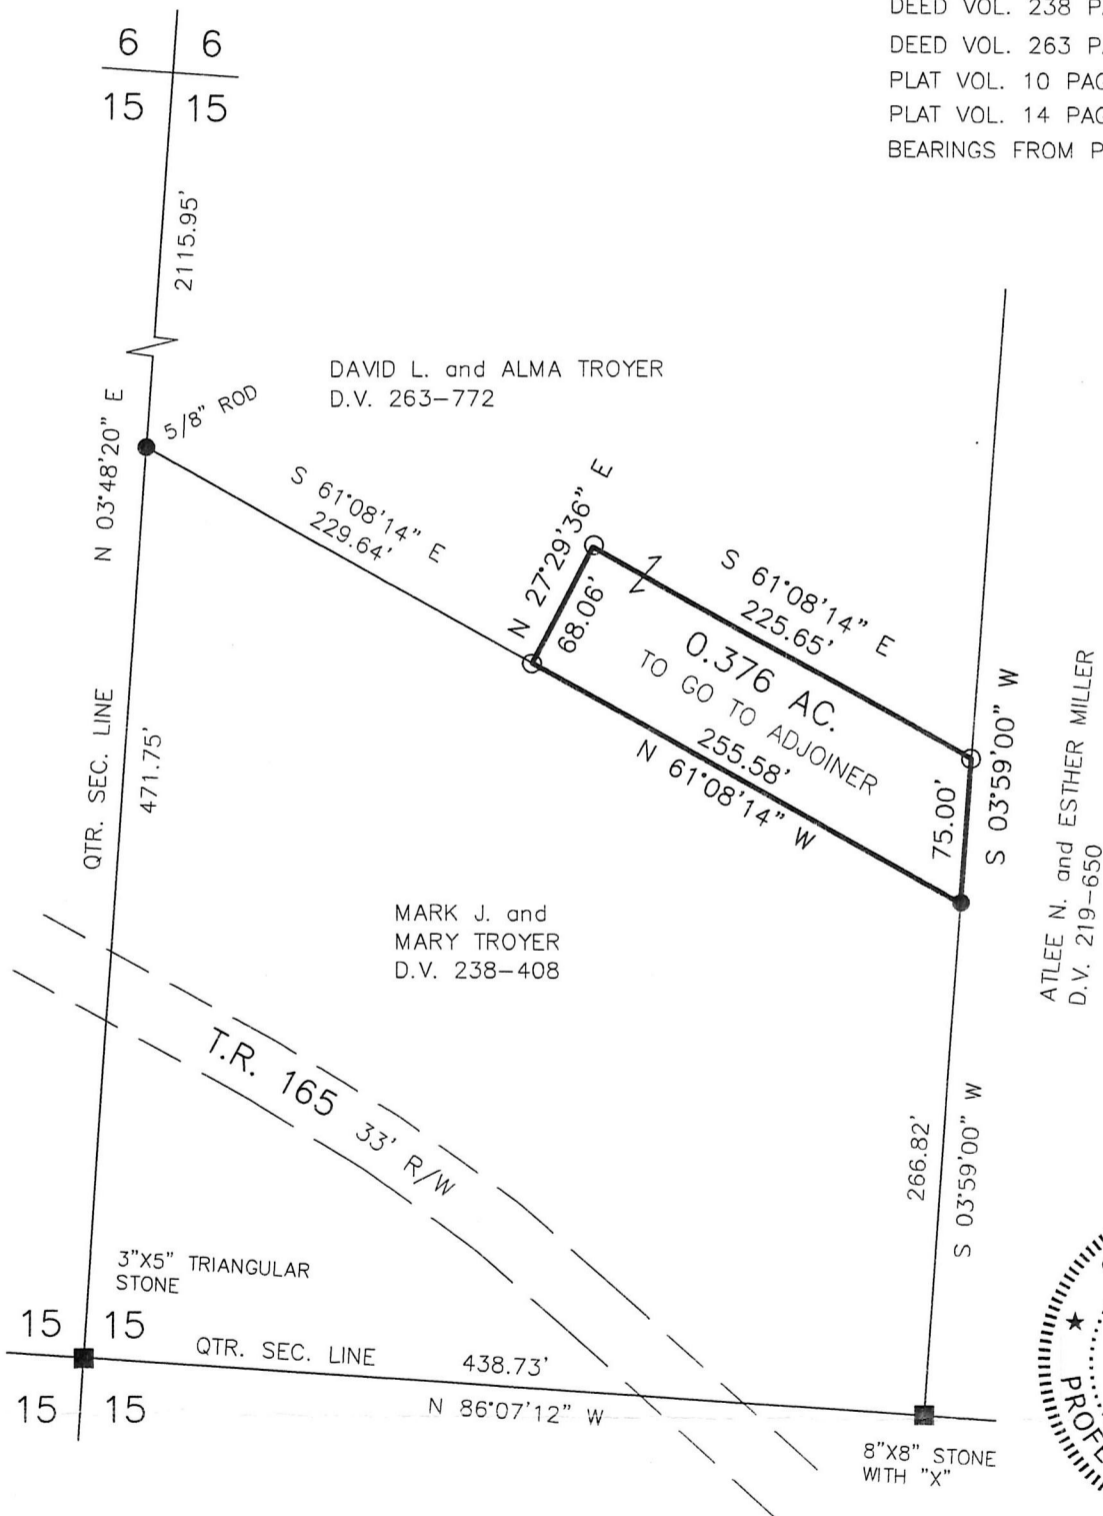 DEED VOL. 238
DEED VOL. 263
PLAT VOL. 10
PLAT VOL. 14
BEARINGS FROM
6 6
15 15
2115.95'
N 03°48'20" E
5/8" ROD
DAVID L. and ALMA TROYER
D.V. 263-772
S 61°08'14" E
229.64'
N 27°29'36" E
68.06'
S 61°08'14" E
225.65'
0.376 AC.
TO GO TO ADJOINER
255.58'
N 61°08'14" W
75.00'
S 03°59'00" W
ATLEE N. and ESTHER MILLER
D.V. 219-650
QTR. SEC. LINE
471.75'
MARK J. and
MARY TROYER
D.V. 238-408
T.R. 165 33' R/W
266.82'
S 03°59'00" W
3"X5" TRIANGULAR
STONE
15 15
QTR. SEC. LINE 438.73'
15 15
N 86°07'12" W
8"X8" STONE
WITH "X"